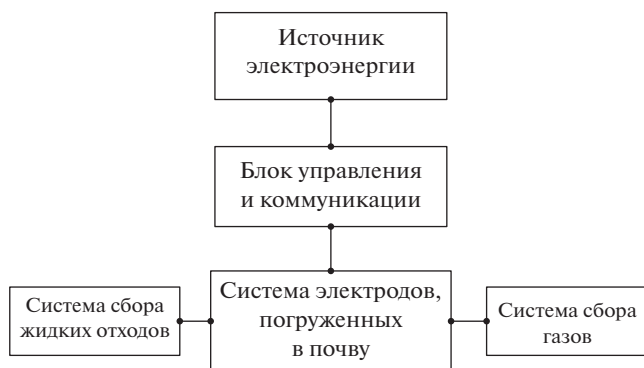 Источник
электроэнергии
Блок управления
и коммуникации
Система сбора
жидких отходов
Система электродов,
погруженных
в почву
Система сбора
газов